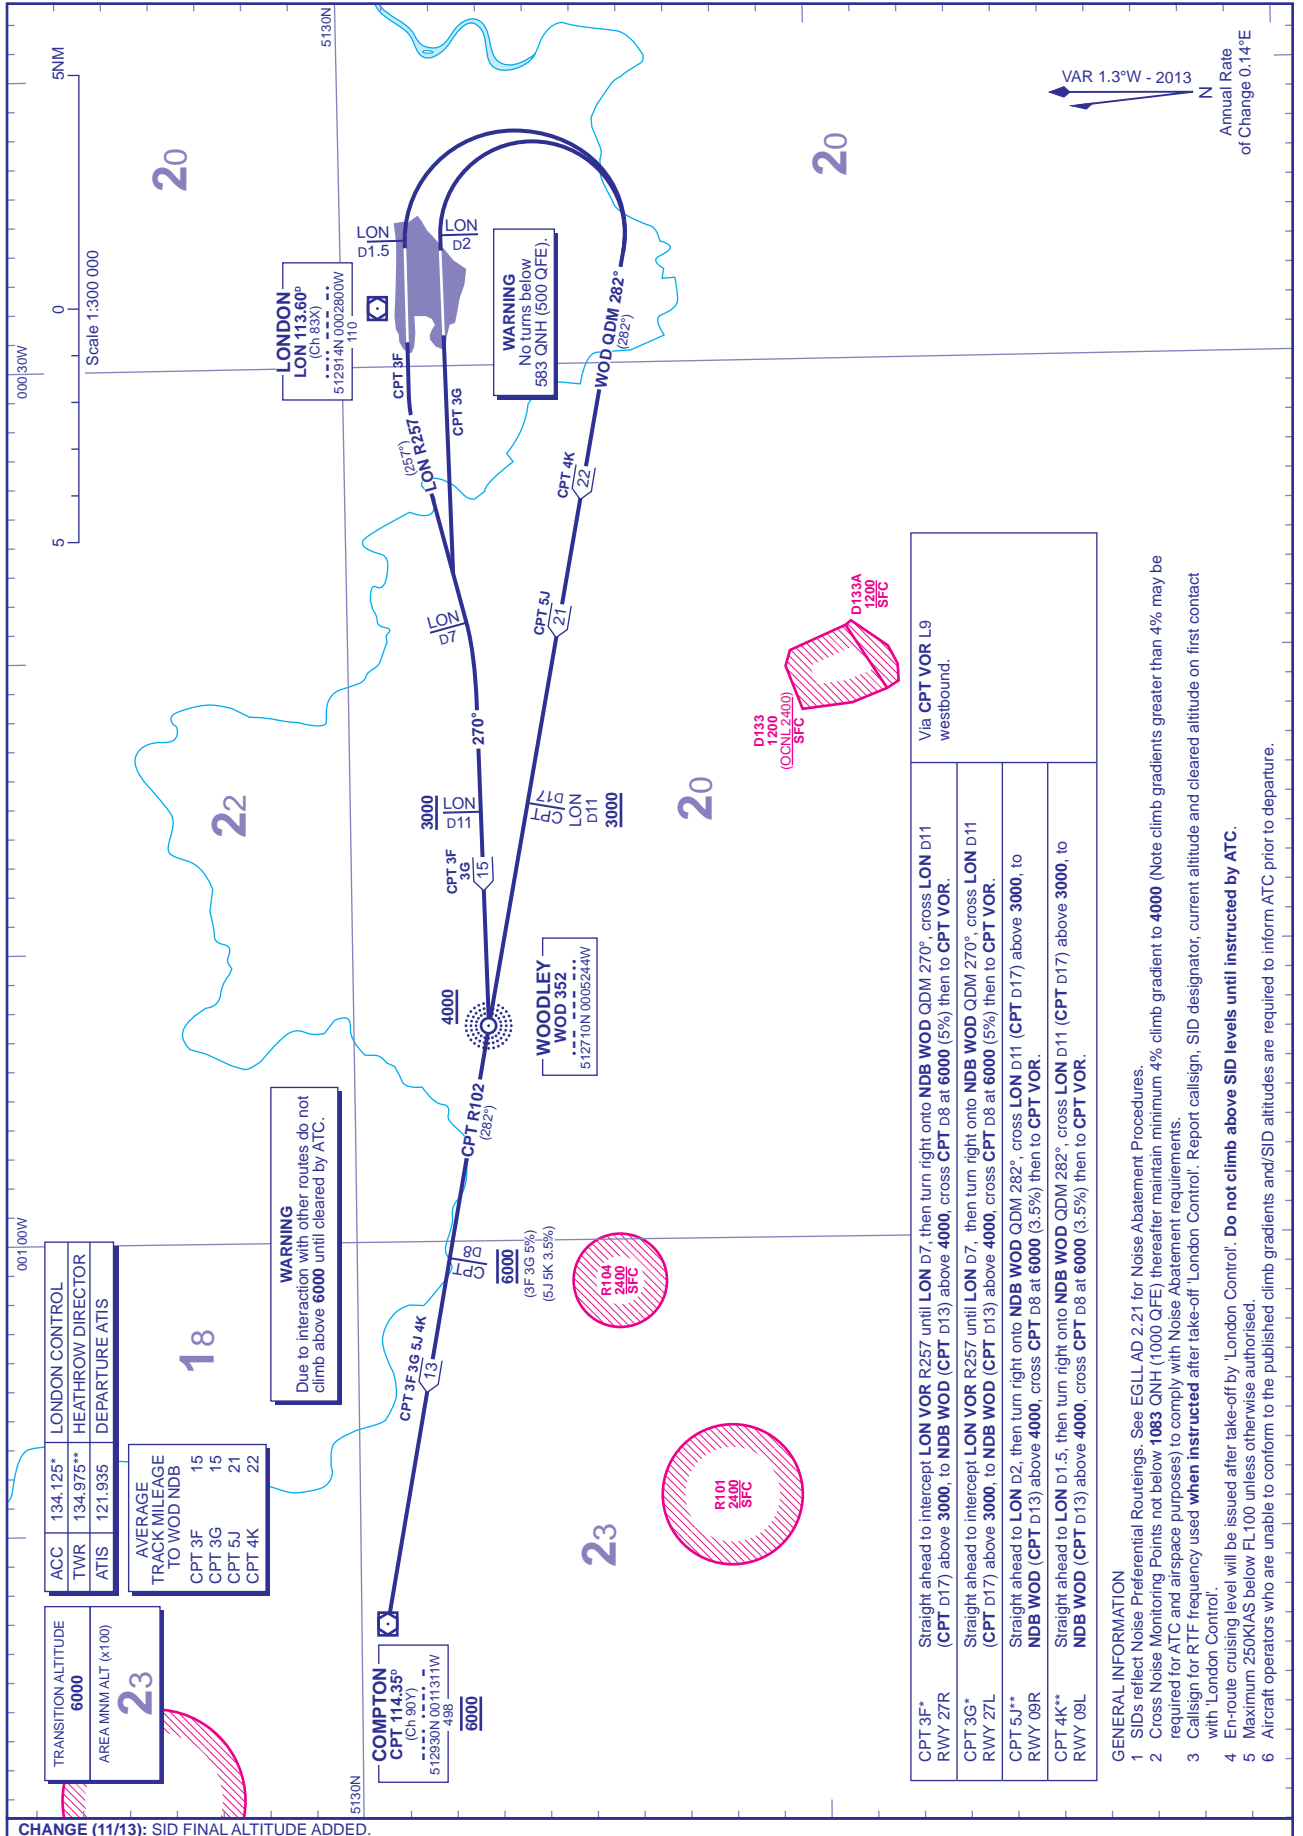 TRANSITION ALTITUDE
6000
AREA MNM ALT (x100)
23
ACC 134.125* LONDON CONTROL
TWR 134.975** HEATHROW DIRECTOR
ATIS 121.935 DEPARTURE ATIS
AVERAGE
TRACK MILEAGE
TO WOD NDB
CPT 3F 15
CPT 3G 15
CPT 5J 21
CPT 4K 22
18
WARNING
Due to interaction with other routes do not
climb above 6000 until cleared by ATC.
001 00W
000 30W
5130N
5130N
5
0
5NM
Scale 1:300 000
22
20
20
20
23
LONDON
LON 113.60ᴰ
(Ch 83X)
512914N 0002800W
110
LON
D1.5
LON
D2
CPT 3F
CPT 3G
LON R257
(257°)
LON
D7
270°
3000
LON
D11
CPT 3F
3G
15
4000
WOODLEY
WOD 352
512710N 0005244W
WARNING
No turns below
583 QNH (500 QFE).
WOD QDM 282°
(282°)
CPT 4K
22
CPT 5J
21
CPT
D17
LON
D11
3000
CPT R102
(282°)
CPT
D8
6000
(3F 3G 5%)
(5J 5K 3.5%)
CPT 3F 3G 5J 4K
13
COMPTON
CPT 114.35ᴰ
(Ch 90Y)
512930N 0011311W
498
6000
R104
2400
SFC
R101
2400
SFC
D133
1200
(OCNL 2400)
SFC
D133A
1200
SFC
VAR 1.3°W - 2013
N
Annual Rate
of Change 0.14°E
CPT 3F* Straight ahead to intercept LON VOR R257 until LON D7, then turn right onto NDB WOD QDM 270°, cross LON D11
RWY 27R (CPT D17) above 3000, to NDB WOD (CPT D13) above 4000, cross CPT D8 at 6000 (5%) then to CPT VOR.
CPT 3G* Straight ahead to intercept LON VOR R257 until LON D7, then turn right onto NDB WOD QDM 270°, cross LON D11
RWY 27L (CPT D17) above 3000, to NDB WOD (CPT D13) above 4000, cross CPT D8 at 6000 (5%) then to CPT VOR.
CPT 5J** Straight ahead to LON D2, then turn right onto NDB WOD QDM 282°, cross LON D11 (CPT D17) above 3000, to
RWY 09R NDB WOD (CPT D13) above 4000, cross CPT D8 at 6000 (3.5%) then to CPT VOR.
CPT 4K** Straight ahead to LON D1.5, then turn right onto NDB WOD QDM 282°, cross LON D11 (CPT D17) above 3000, to
RWY 09L NDB WOD (CPT D13) above 4000, cross CPT D8 at 6000 (3.5%) then to CPT VOR.
Via CPT VOR L9
westbound.
GENERAL INFORMATION
1 SIDs reflect Noise Preferential Routeings. See EGLL AD 2.21 for Noise Abatement Procedures.
2 Cross Noise Monitoring Points not below 1083 QNH (1000 QFE) thereafter maintain minimum 4% climb gradient to 4000 (Note climb gradients greater than 4% may be
required for ATC and airspace purposes) to comply with Noise Abatement requirements.
3 Callsign for RTF frequency used when instructed after take-off 'London Control'. Report callsign, SID designator, current altitude and cleared altitude on first contact
with 'London Control'.
4 En-route cruising level will be issued after take-off by 'London Control'. Do not climb above SID levels until instructed by ATC.
5 Maximum 250KIAS below FL100 unless otherwise authorised.
6 Aircraft operators who are unable to conform to the published climb gradients and/SID altitudes are required to inform ATC prior to departure.
CHANGE (11/13): SID FINAL ALTITUDE ADDED.